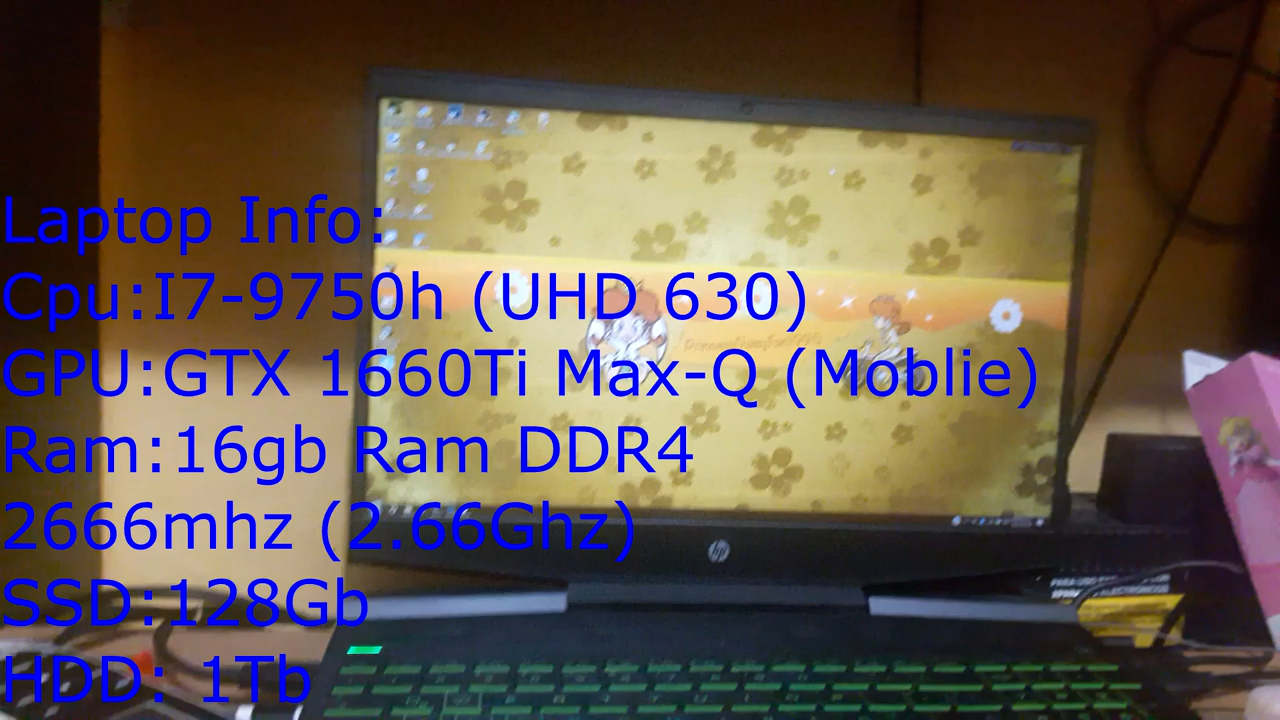 Laptop Info:
Cpu:I7-9750h (UHD 630)
GPU:GTX 1660Ti Max-Q (Moblie)
Ram:16gb Ram DDR4
2666mhz (2.66Ghz)
SSD:128Gb
HDD: 1Tb
hp